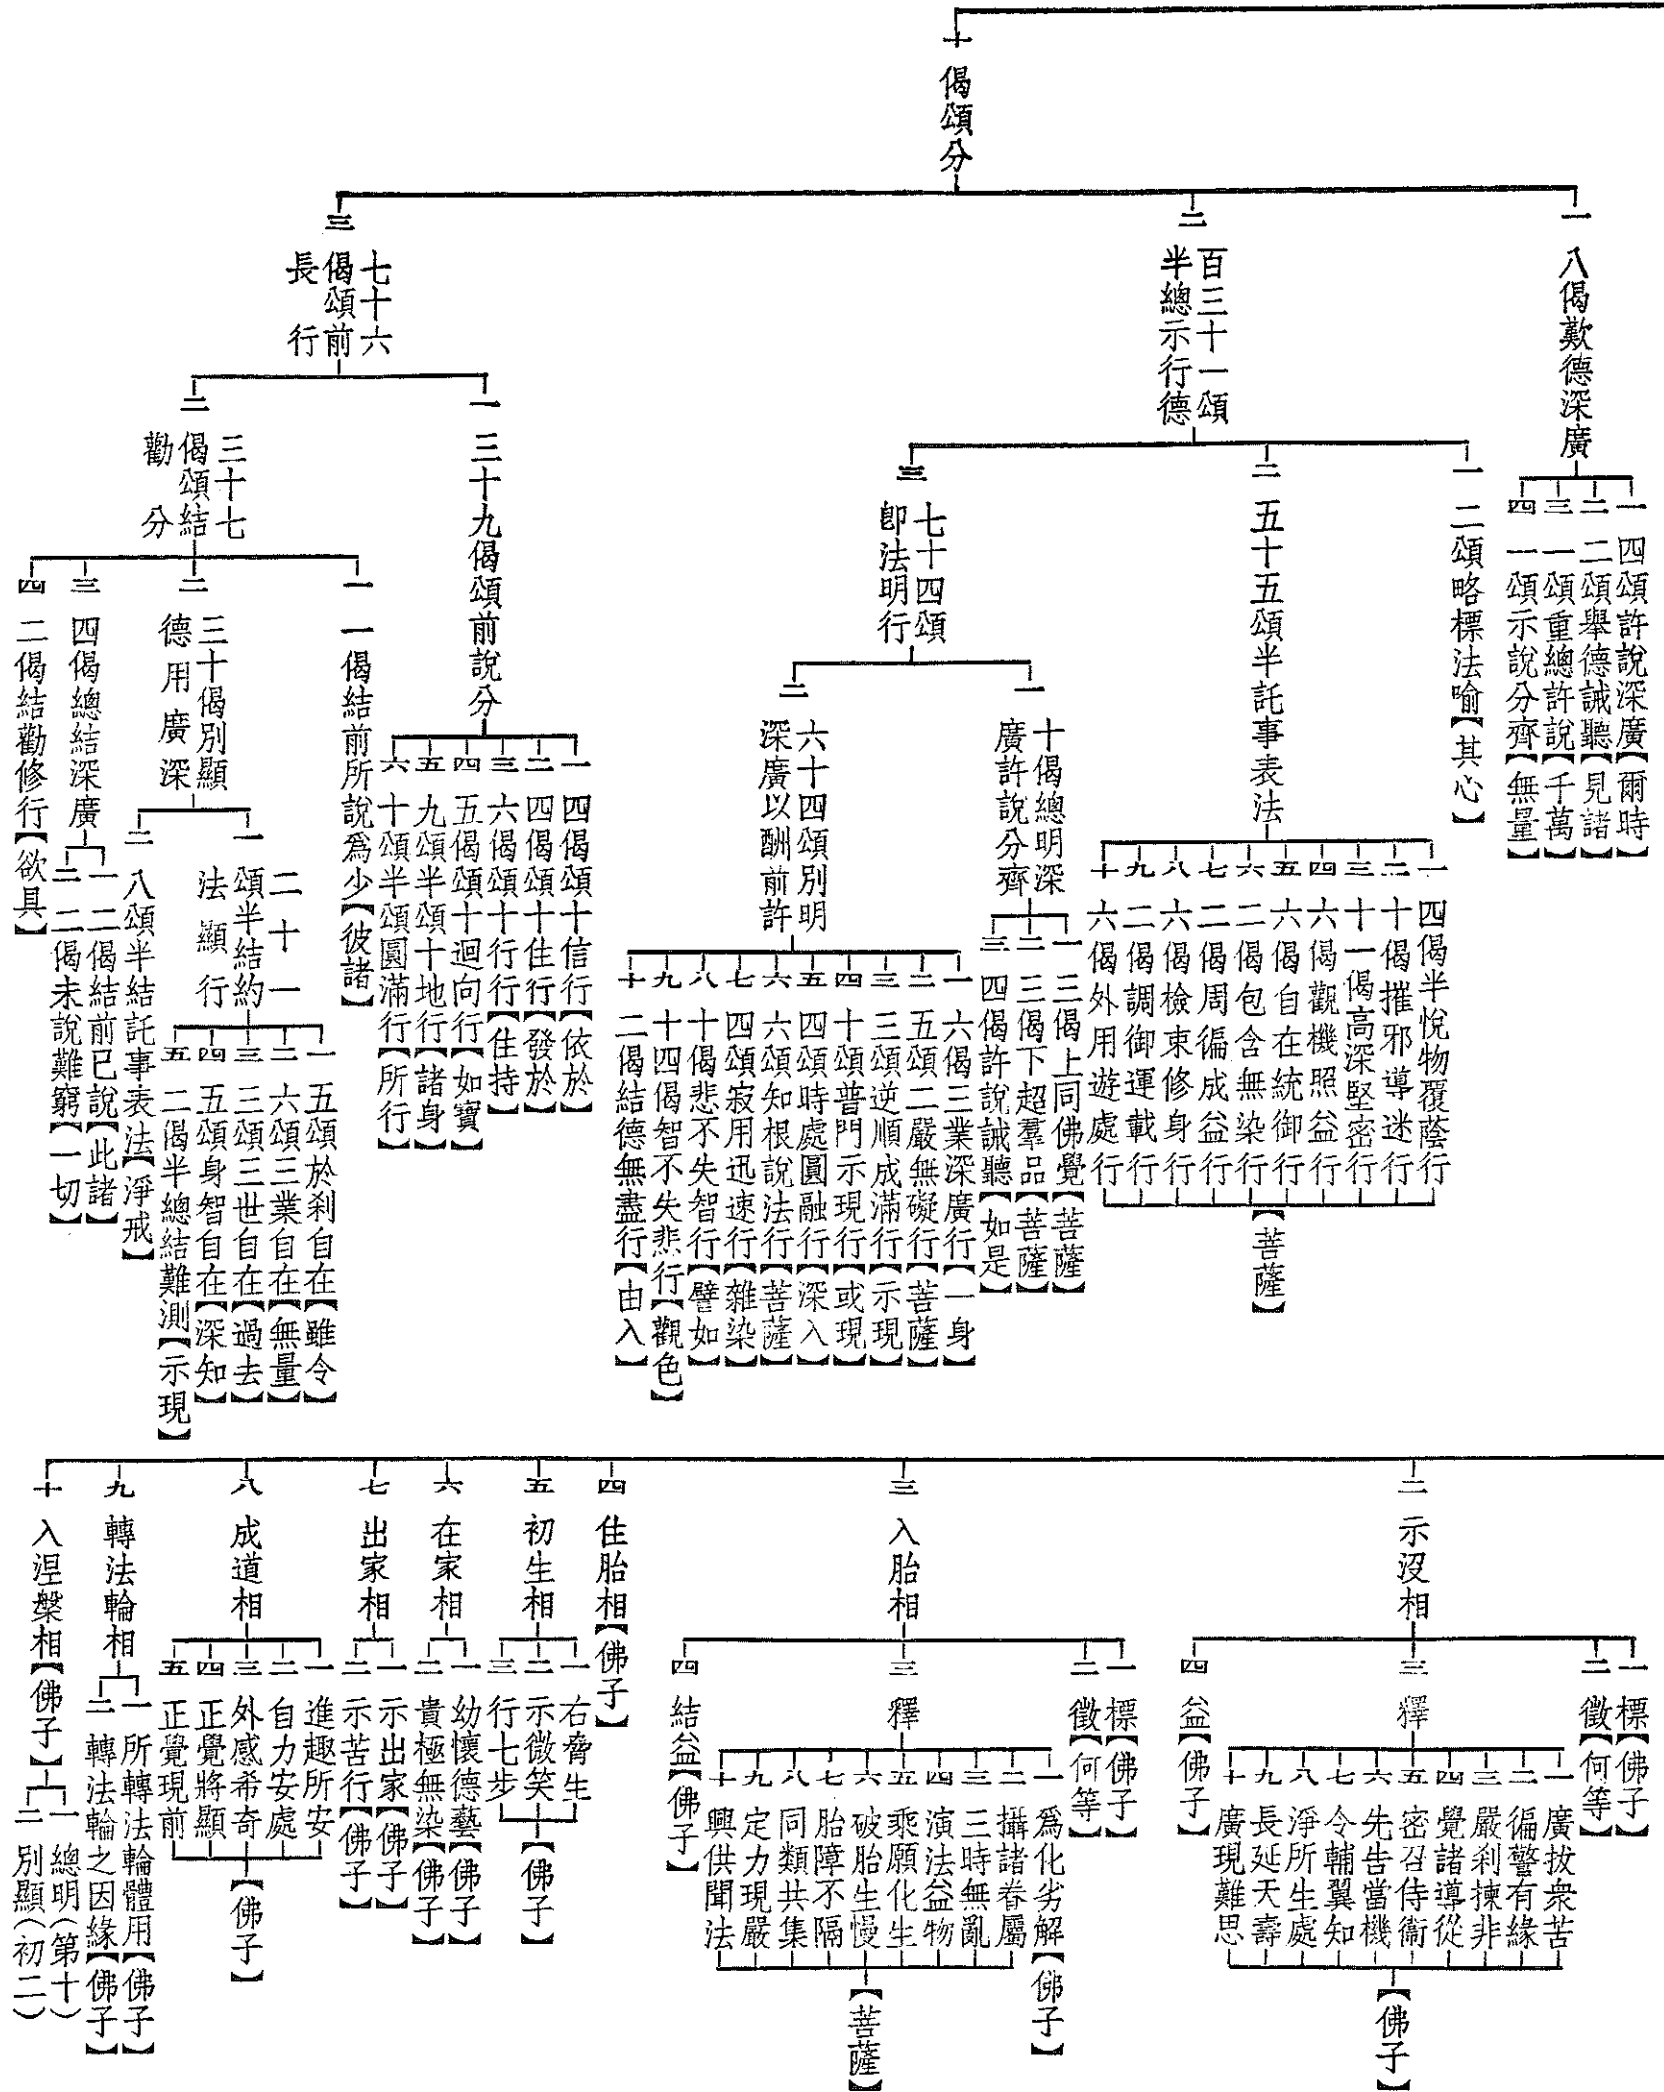 十 偈頌分
一 八偈歎德深廣
一 四頌許說深廣【爾時】
二 二頌舉德誡聽【見諸】
三 一頌重總許說【千萬】
四 一頌示說分齊【無量】
二 百三十一頌半總示行德
一 二頌略標法喻【其心】
二 五十五頌半託事表法
一 四偈半悅物覆蔭行
二 十偈摧邪導迷行
三 十一偈高深堅密行
四 六偈觀機照益行
五 六偈自在統御行
六 二偈包含無染行
七 二偈周徧成益行
八 六偈檢束修身行
九 二偈調御運載行
十 六偈外用遊處行
【菩薩】
三 七十四頌即法明行
一 十偈總明深廣許說分齊
一 三偈上同佛覺【菩薩】
二 三偈下超羣品【菩薩】
三 四偈許說誡聽【如是】
二 六十四頌別明深廣以酬前許
一 六偈三業深廣行【一身】
二 五頌二嚴無礙行【菩薩】
三 三頌逆順成滿行【示現】
四 十頌普門示現行【或現】
五 四頌時處圓融行【深入】
六 六頌知根說法行【菩薩】
七 四頌寂用迅速行【雜染】
八 十偈悲不失智行【譬如】
九 十四偈智不失悲行【觀色】
十 二偈結德無盡行【由入】
三 七十六偈頌前長行
一 三十九偈頌前說分
一 四偈頌十信行【依於】
二 四偈頌十住行【發於】
三 六偈頌十行行【住持】
四 五偈頌十迴向行【如寶】
五 九頌半頌十地行【諸身】
六 十頌半頌圓滿行【所行】
二 三十七偈頌結勸分
一 一偈結前所說為少【彼諸】
二 三十偈別顯德用廣深
一 二十一頌半結約法顯行
一 五頌於剎自在【雖令】
二 六頌三業自在【無量】
三 三頌三世自在【過去】
四 五頌身智自在【深知】
五 二偈半總結難測【示現】
二 八頌半結託事表法【淨戒】
三 四偈總結深廣
一 二偈結前已說【此諸】
二 二偈未說難窮【一切】
四 二偈結勸修行【欲具】
二 示沒相
一 標【佛子】
二 徵【何等】
三 釋
一 廣拔衆苦
二 徧警有緣
三 嚴剎揀非
四 覺諸導從
五 密召侍衞
六 先告當機
七 令輔翼知
八 淨所生處
九 長延天壽
十 廣現難思
【佛子】
四 益【佛子】
三 入胎相
一 標【佛子】
二 徵【何等】
三 釋
一 為化劣解【佛子】
二 攝諸眷屬
三 三時無亂
四 演法益物
五 乘願化生
六 破胎生慢
七 胎障不隔
八 同類共集
九 定力現嚴
十 興供聞法
【菩薩】
四 結益【佛子】
四 住胎相【佛子】
五 初生相
一 右脅生
二 示微笑
三 行七步
【佛子】
六 在家相
一 幼懷德藝【佛子】
二 貴極無染【佛子】
七 出家相
一 示出家【佛子】
二 示苦行【佛子】
八 成道相
一 進趣所安
二 自力安處
三 外感希奇
四 正覺將顯
五 正覺現前
【佛子】
九 轉法輪相
一 所轉法輪體用【佛子】
二 轉法輪之因緣【佛子】
十 入涅槃相【佛子】
一 總明(第十)
二 別顯(初二)